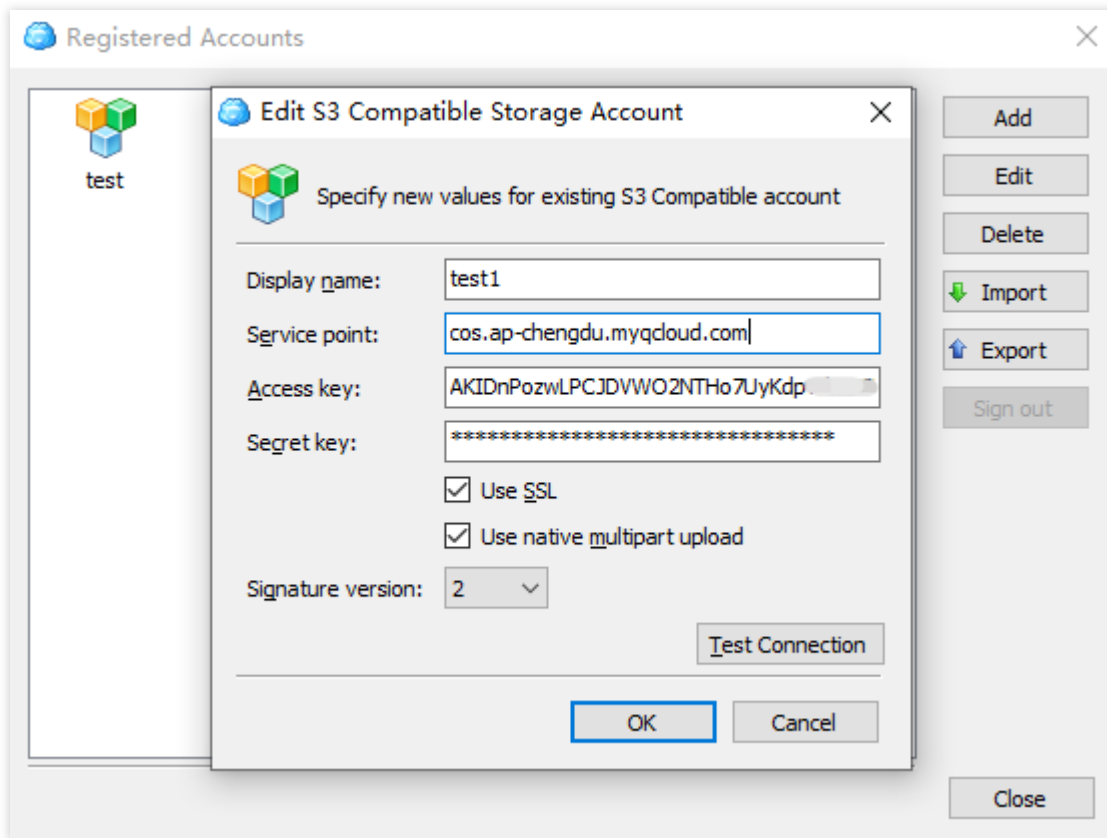 Registered Accounts
test
Edit S3 Compatible Storage Account
Specify new values for existing S3 Compatible account
Display name: test1
Service point: cos.ap-chengdu.myqcloud.com
Access key: AKIDnPozwLPCJDVWO2NTHo7UyKdp
Secret key: ********************************
Use SSL
Use native multipart upload
Signature version: 2
Test Connection
OK Cancel
Add
Edit
Delete
Import
Export
Sign out
Close